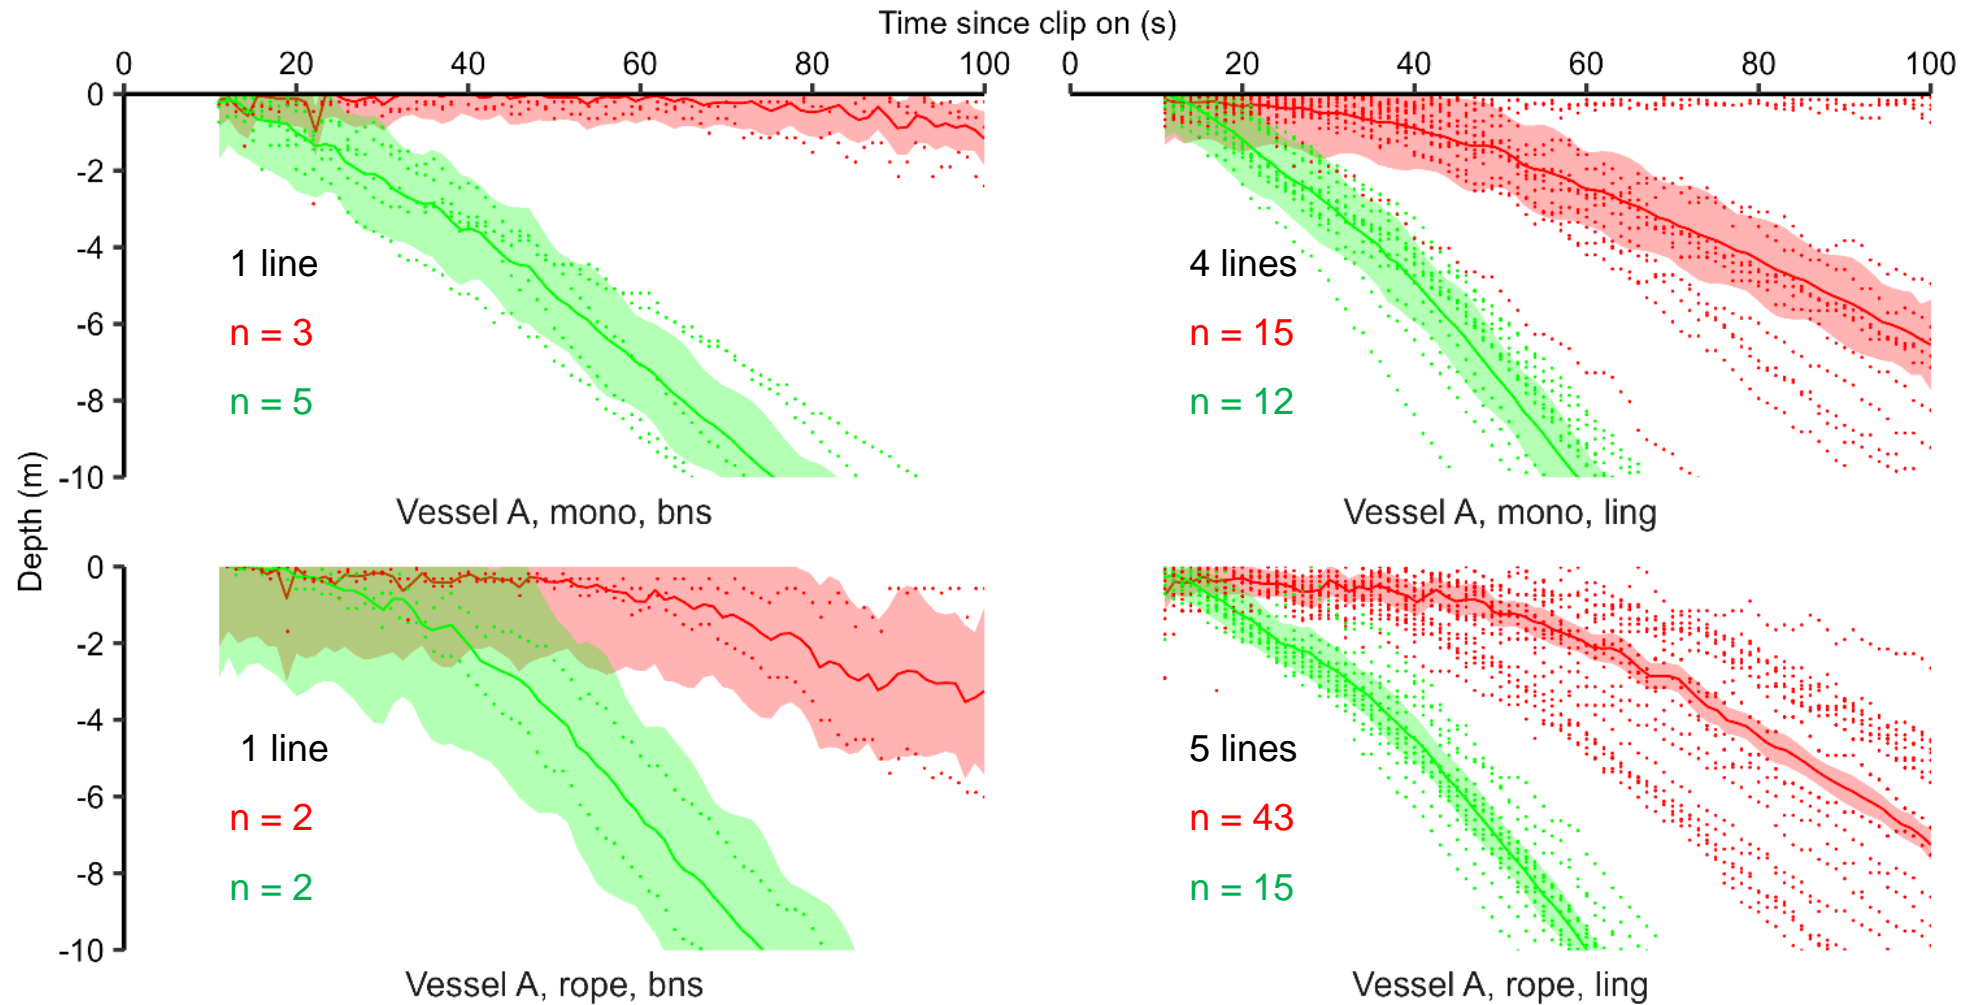 Time since clip on (s)
0 20 40 60 80 100
0 20 40 60 80 100
Depth (m)
0
-2
-4
-6
-8
-10
1 line
n = 3
n = 5
Vessel A, mono, bns
4 lines
n = 15
n = 12
Vessel A, mono, ling
0
-2
-4
-6
-8
-10
1 line
n = 2
n = 2
Vessel A, rope, bns
5 lines
n = 43
n = 15
Vessel A, rope, ling